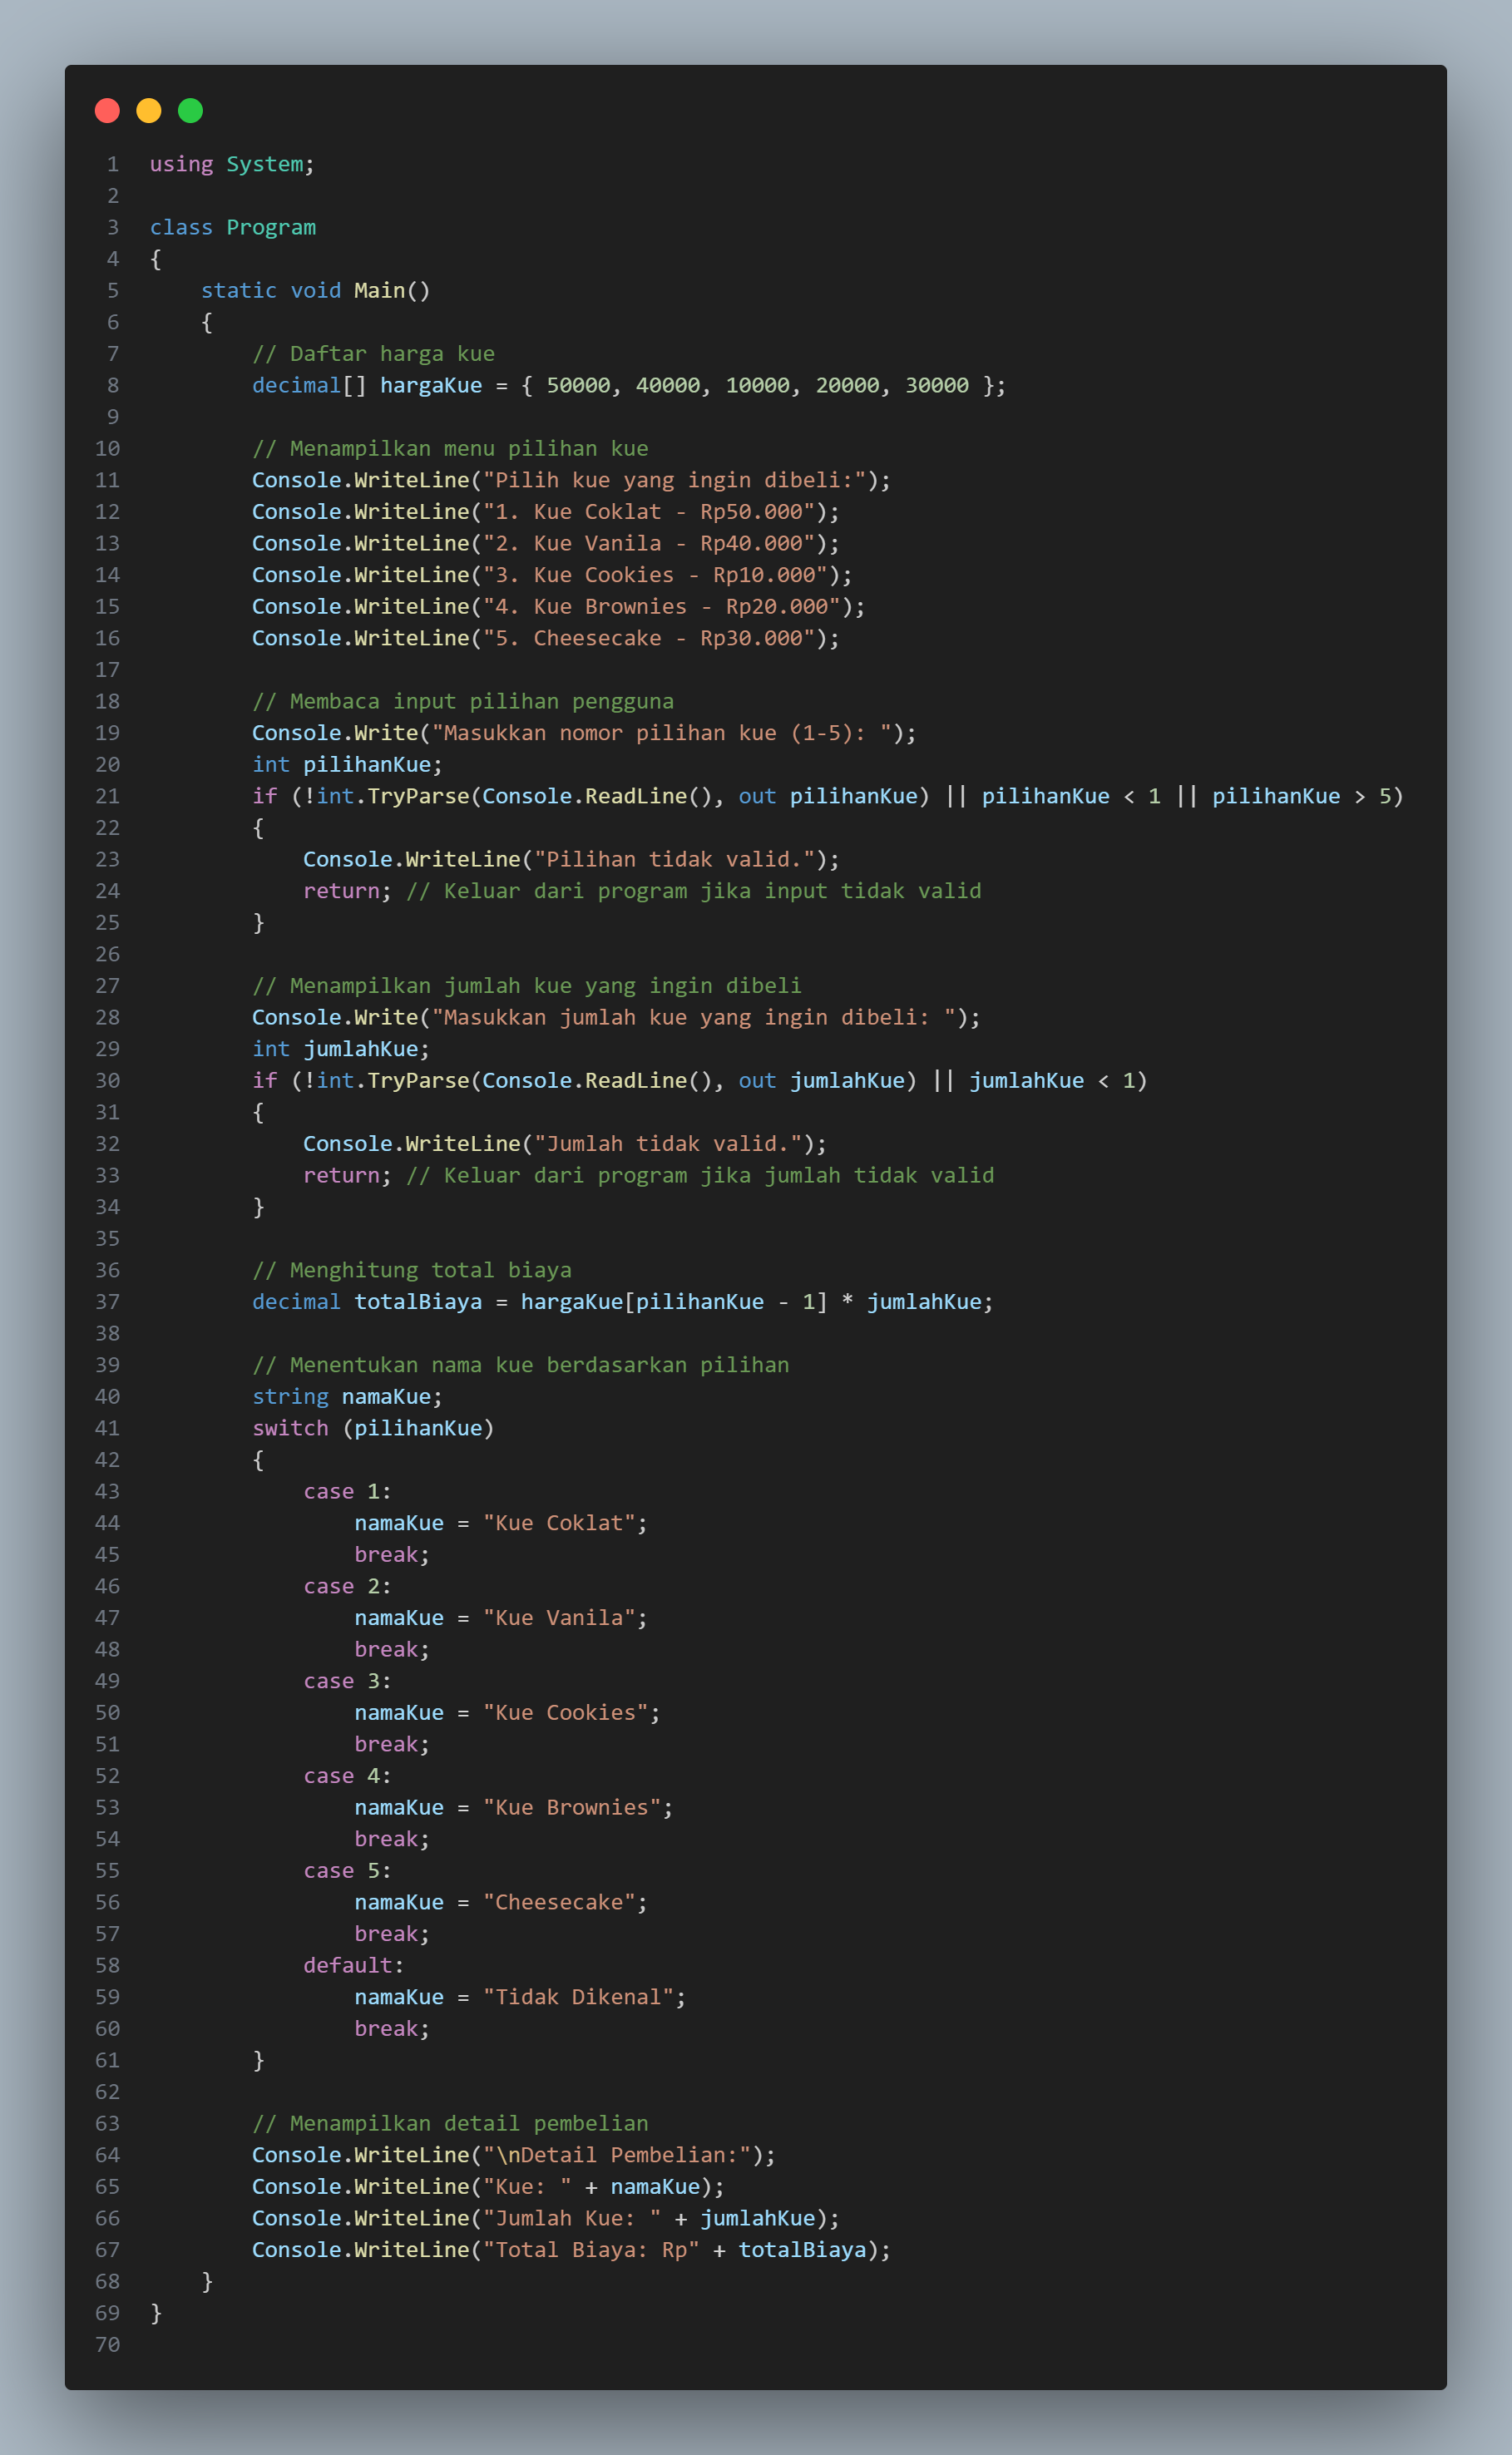 1 using System;
2
3 class Program
4 {
5     static void Main()
6     {
7         // Daftar harga kue
8         decimal[] hargaKue = { 50000, 40000, 10000, 20000, 30000 };
9
10         // Menampilkan menu pilihan kue
11         Console.WriteLine("Pilih kue yang ingin dibeli:");
12         Console.WriteLine("1. Kue Coklat - Rp50.000");
13         Console.WriteLine("2. Kue Vanila - Rp40.000");
14         Console.WriteLine("3. Kue Cookies - Rp10.000");
15         Console.WriteLine("4. Kue Brownies - Rp20.000");
16         Console.WriteLine("5. Cheesecake - Rp30.000");
17
18         // Membaca input pilihan pengguna
19         Console.Write("Masukkan nomor pilihan kue (1-5): ");
20         int pilihanKue;
21         if (!int.TryParse(Console.ReadLine(), out pilihanKue) || pilihanKue < 1 || pilihanKue > 5)
22         {
23             Console.WriteLine("Pilihan tidak valid.");
24             return; // Keluar dari program jika input tidak valid
25         }
26
27         // Menampilkan jumlah kue yang ingin dibeli
28         Console.Write("Masukkan jumlah kue yang ingin dibeli: ");
29         int jumlahKue;
30         if (!int.TryParse(Console.ReadLine(), out jumlahKue) || jumlahKue < 1)
31         {
32             Console.WriteLine("Jumlah tidak valid.");
33             return; // Keluar dari program jika jumlah tidak valid
34         }
35
36         // Menghitung total biaya
37         decimal totalBiaya = hargaKue[pilihanKue - 1] * jumlahKue;
38
39         // Menentukan nama kue berdasarkan pilihan
40         string namaKue;
41         switch (pilihanKue)
42         {
43             case 1:
44                 namaKue = "Kue Coklat";
45                 break;
46             case 2:
47                 namaKue = "Kue Vanila";
48                 break;
49             case 3:
50                 namaKue = "Kue Cookies";
51                 break;
52             case 4:
53                 namaKue = "Kue Brownies";
54                 break;
55             case 5:
56                 namaKue = "Cheesecake";
57                 break;
58             default:
59                 namaKue = "Tidak Dikenal";
60                 break;
61         }
62
63         // Menampilkan detail pembelian
64         Console.WriteLine("\nDetail Pembelian:");
65         Console.WriteLine("Kue: " + namaKue);
66         Console.WriteLine("Jumlah Kue: " + jumlahKue);
67         Console.WriteLine("Total Biaya: Rp" + totalBiaya);
68     }
69 }
70